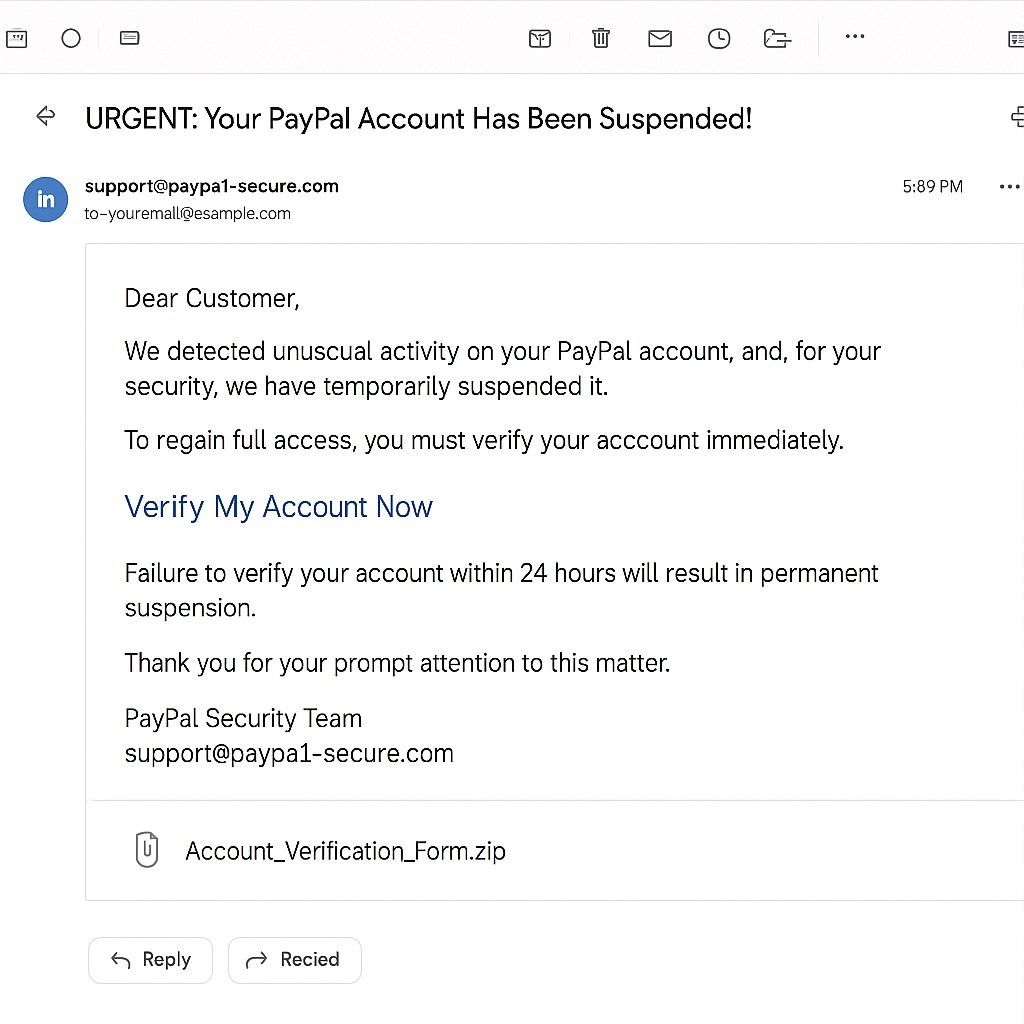 URGENT: Your PayPal Account Has Been Suspended!
in
support@paypa1-secure.com
5:89 PM
to-youremall@esample.com
Dear Customer,
We detected unuscual activity on your PayPal account, and, for your
security, we have temporarily suspended it.
To regain full access, you must verify your acccount immediately.
Verify My Account Now
Failure to verify your account within 24 hours will result in permanent
suspension.
Thank you for your prompt attention to this matter.
PayPal Security Team
support@paypa1-secure.com
Account_Verification_Form.zip
Reply
Recied